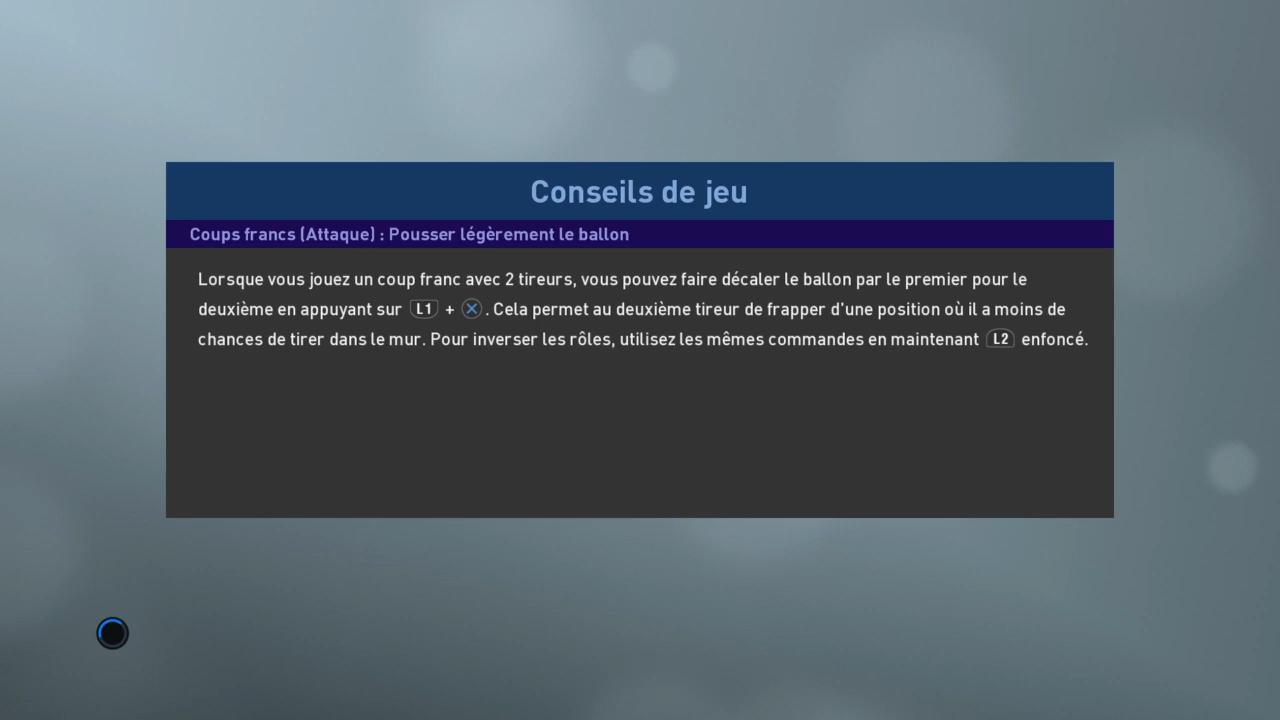 Conseils de jeu
Coups francs (Attaque) : Pousser légèrement le ballon
Lorsque vous jouez un coup franc avec 2 tireurs, vous pouvez faire décaler le ballon par le premier pour le
deuxième en appuyant sur L1 + ⓧ. Cela permet au deuxième tireur de frapper d'une position où il a moins de
chances de tirer dans le mur. Pour inverser les rôles, utilisez les mêmes commandes en maintenant L2 enfoncé.